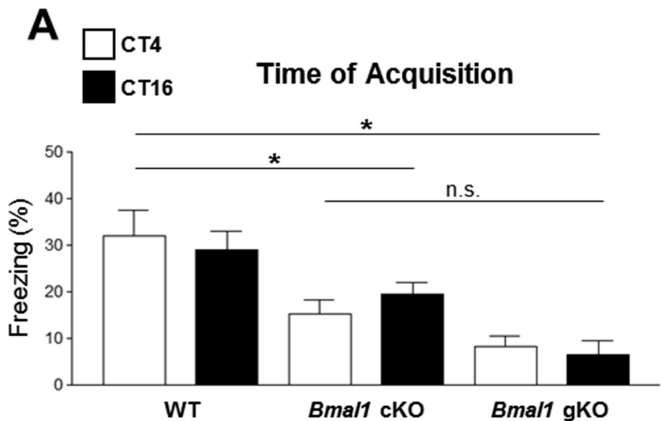 A
CT4
CT16
Time of Acquisition
*
*
n.s.
50
40
30
20
10
0
Freezing (%)
WT
Bmal1 cKO
Bmal1 gKO